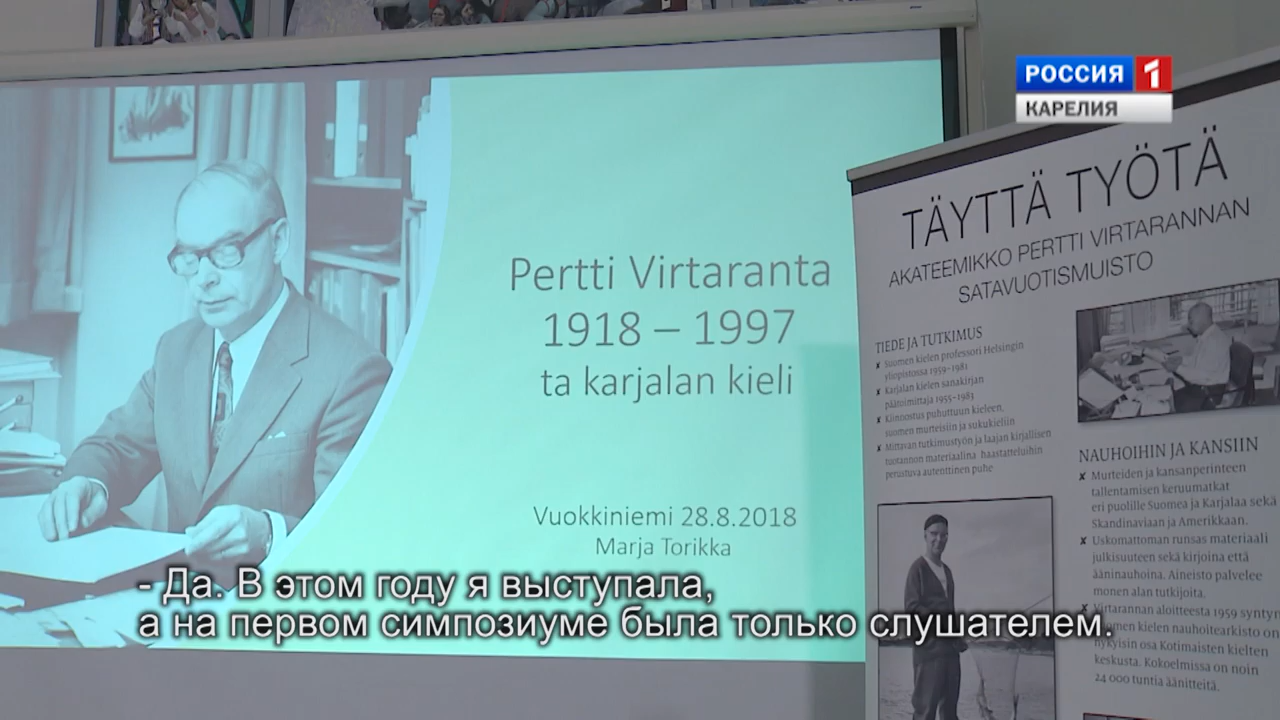 РОССИЯ 1
КАРЕЛИЯ
Pertti Virtaranta
1918 – 1997
ta karjalan kieli
Vuokkiniemi 28.8.2018
Marja Torikka
TÄYTTÄ TYÖTÄ
AKATEEMIKKO PERTTI VIRTARANNAN
SATAVUOTISMUISTO
TIEDE JA TUTKIMUS
✘ Suomen kielen professori Helsingin
yliopistossa 1959–1981
✘ Karjalan kielen sanakirjan
päätoimittaja 1955–1983
✘ Kiinnostus puhuttuun kieleen,
suomen murteisiin ja sukukieliin
✘ Mittavan tutkimustyön ja laajan kirjallisen
tuotannon materiaalina haastatteluihin
perustuva autenttinen puhe
NAUHOIHIN JA KANSIIN
✘ Murteiden ja kansanperinteen
tallentamisen keruumatkat
eri puolille Suomea ja Karjalaa sekä
Skandinaviaan ja Amerikkaan.
✘ Uskomattoman runsas materiaali
julkisuuteen sekä kirjoina että
ääninauhoina. Aineisto palvelee
monen alan tutkijoita.
✘ Virtarannan aloitteesta 1959 syntyn
Suomen kielen nauhoitearkisto on
nykyisin osa Kotimaisten kielten
keskusta. Kokoelmissa on noin
24 000 tuntia äänitteitä.
- Да. В этом году я выступала,
а на первом симпозиуме была только слушателем.